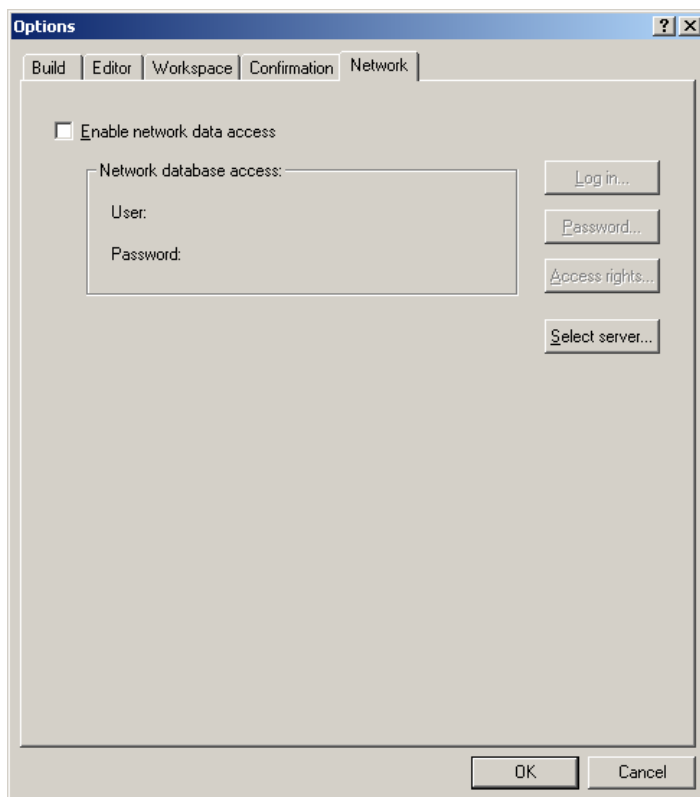 Options
Build Editor Workspace Confirmation Network
Enable network data access
Network database access:
Log in...
User:
Password...
Password:
Access rights...
Select server...
OK Cancel